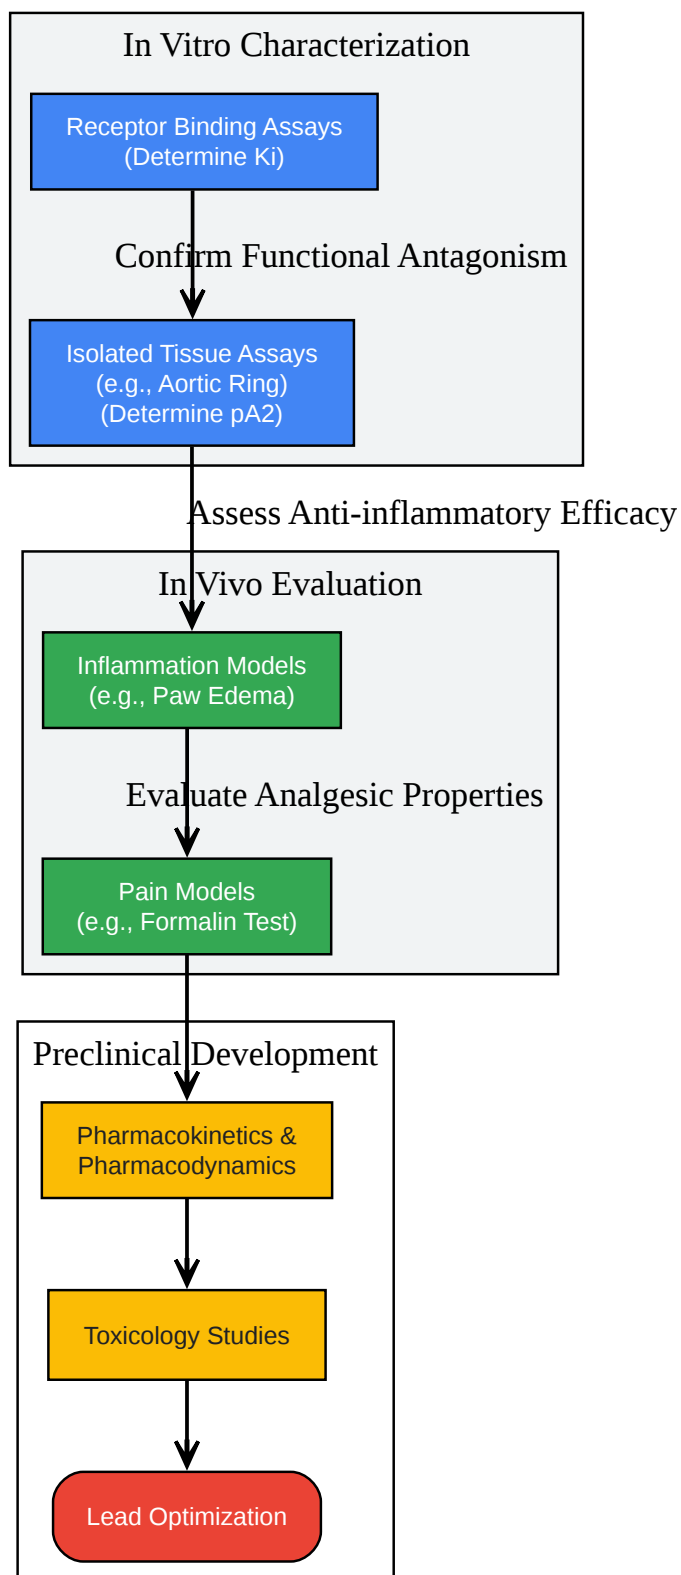 In Vitro Characterization
Receptor Binding Assays
(Determine Ki)
Confirm Functional Antagonism
Isolated Tissue Assays
(e.g., Aortic Ring)
(Determine pA2)
Assess Anti-inflammatory Efficacy
In Vivo Evaluation
Inflammation Models
(e.g., Paw Edema)
Evaluate Analgesic Properties
Pain Models
(e.g., Formalin Test)
Preclinical Development
Pharmacokinetics &
Pharmacodynamics
Toxicology Studies
Lead Optimization